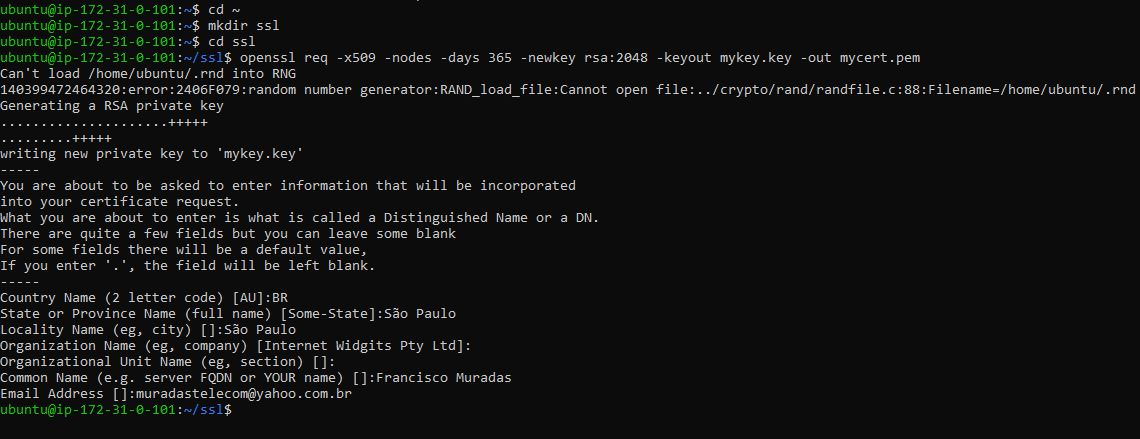 ubuntu@ip-172-31-0-101:~$ cd ~
ubuntu@ip-172-31-0-101:~$ mkdir ssl
ubuntu@ip-172-31-0-101:~$ cd ssl
ubuntu@ip-172-31-0-101:~/ssl$ openssl req -x509 -nodes -days 365 -newkey rsa:2048 -keyout mykey.key -out mycert.pem
Can't load /home/ubuntu/.rnd into RNG
140399472464320:error:2406F079:random number generator:RAND_load_file:Cannot open file:../crypto/rand/randfile.c:88:Filename=/home/ubuntu/.rnd
Generating a RSA private key
.....................+++++
.........+++++
writing new private key to 'mykey.key'
-----
You are about to be asked to enter information that will be incorporated
into your certificate request.
What you are about to enter is what is called a Distinguished Name or a DN.
There are quite a few fields but you can leave some blank
For some fields there will be a default value,
If you enter '.', the field will be left blank.
-----
Country Name (2 letter code) [AU]:BR
State or Province Name (full name) [Some-State]:São Paulo
Locality Name (eg, city) []:São Paulo
Organization Name (eg, company) [Internet Widgits Pty Ltd]:
Organizational Unit Name (eg, section) []:
Common Name (e.g. server FQDN or YOUR name) []:Francisco Muradas
Email Address []:muradastelecom@yahoo.com.br
ubuntu@ip-172-31-0-101:~/ssl$